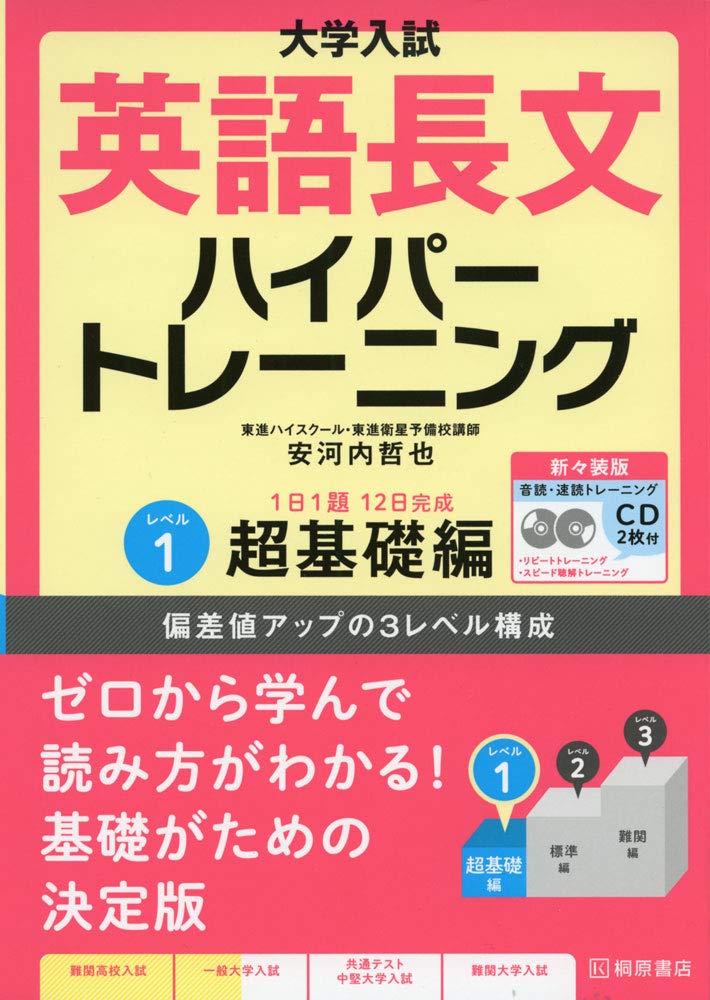 大学入試
英語長文
ハイパー
トレーニング
東進ハイスクール・東進衛星予備校講師
安河内哲也
新々装版
音読・速読トレーニング
CD
2枚付
・リピートトレーニング
・スピード聴解トレーニング
1日1題 12日完成
レベル
1
超基礎編
偏差値アップの3レベル構成
ゼロから学んで
読み方がわかる!
基礎がための
決定版
レベル
1
レベル
2
レベル
3
超基礎
編
標準
編
難関
編
難関高校入試
一般大学入試
共通テスト
中堅大学入試
難関大学入試
K 桐原書店